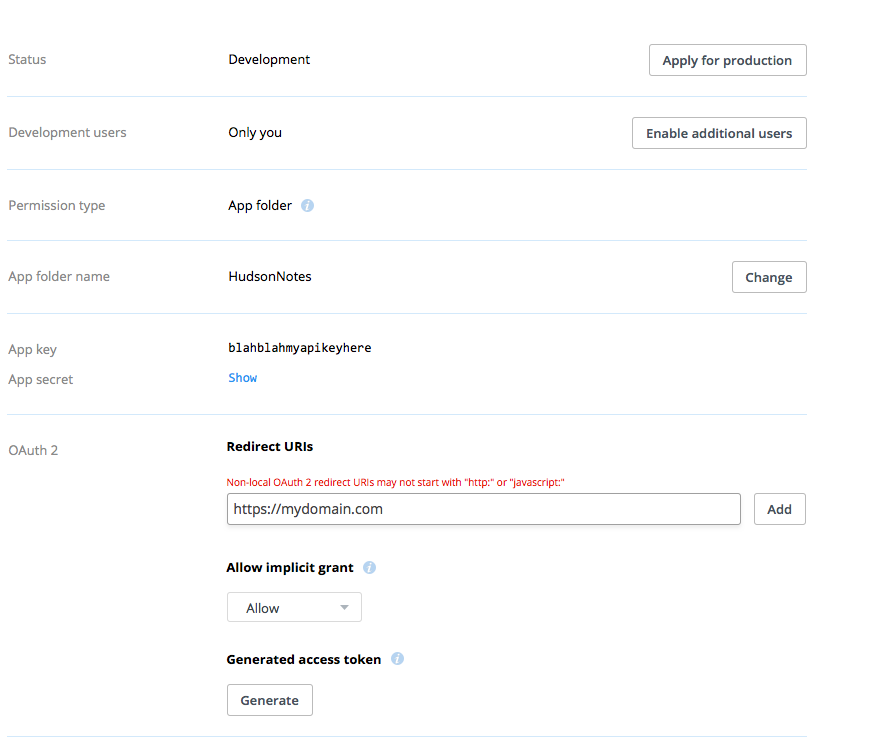 Status Development Apply for production
Development users Only you Enable additional users
Permission type App folder i
App folder name HudsonNotes Change
App key blahblahmyapikeyhere
App secret Show
OAuth 2 Redirect URIs
Non-local OAuth 2 redirect URIs may not start with "http:" or "javascript:"
https://mydomain.com Add
Allow implicit grant i
Allow
Generated access token i
Generate